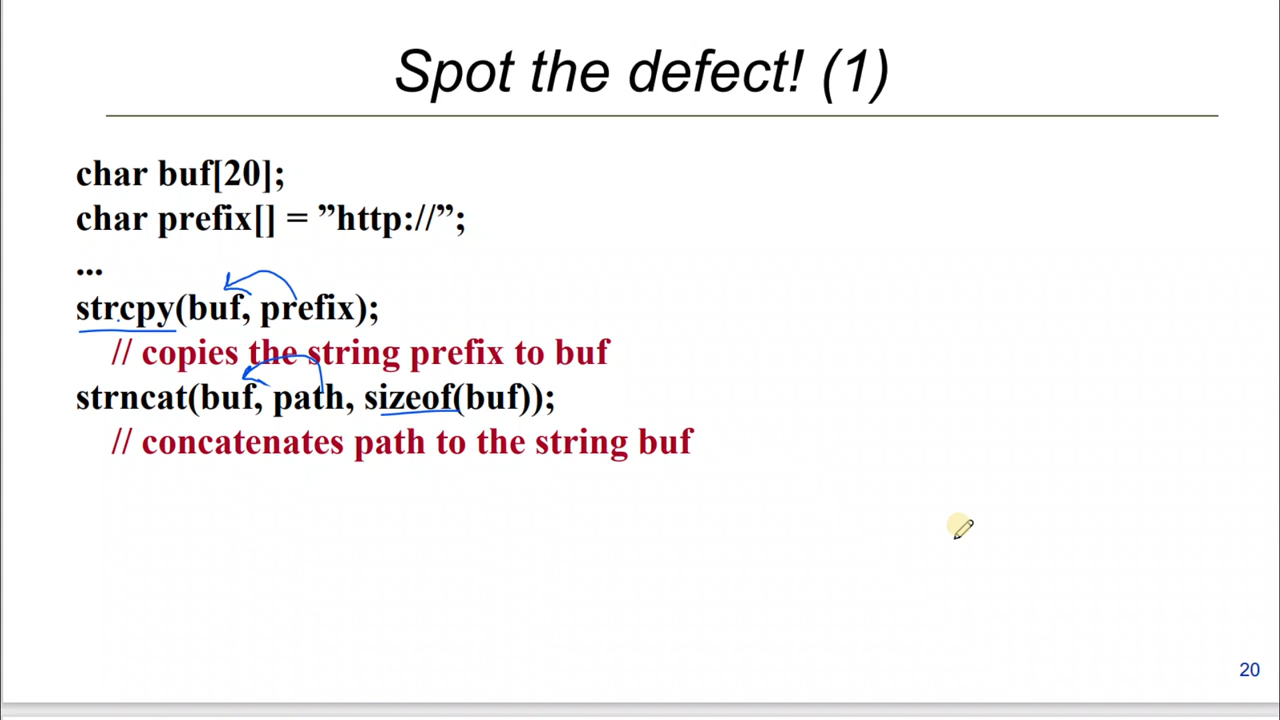 Spot the defect! (1)
char buf[20];
char prefix[] = ”http://”;
...
strcpy(buf, prefix);
// copies the string prefix to buf
strncat(buf, path, sizeof(buf));
// concatenates path to the string buf
20